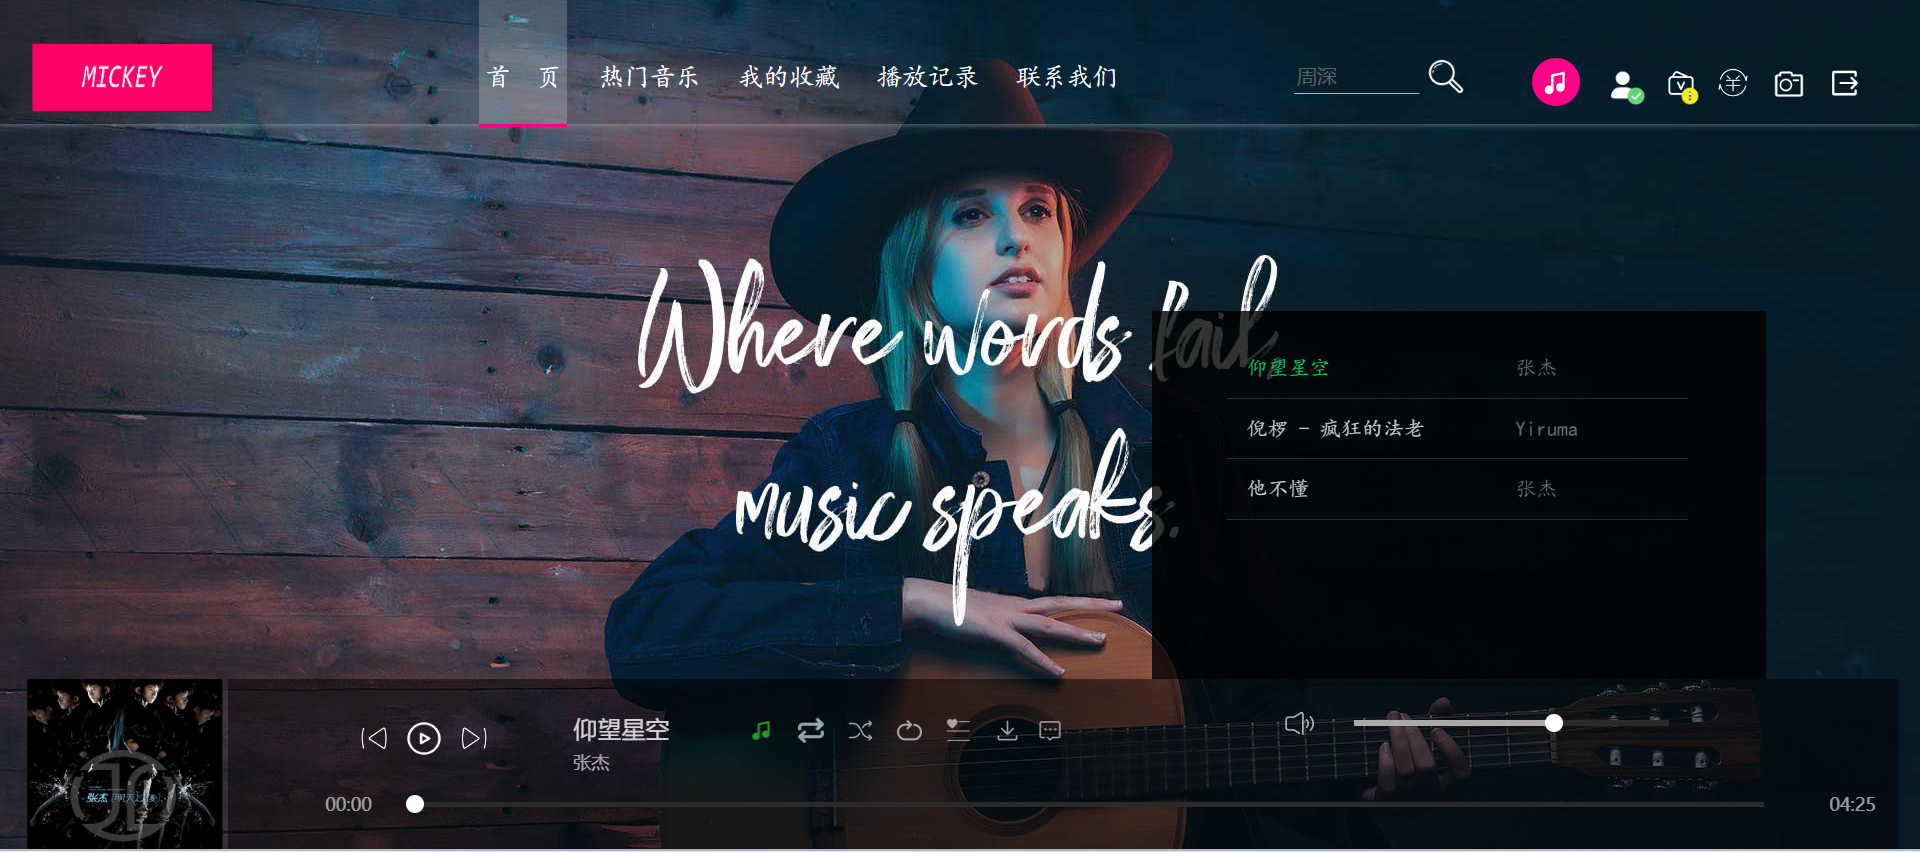 MICKEY
首 页 热门音乐 我的收藏 播放记录 联系我们
周深
Where words fail,
music speaks.
仰望星空 张杰
倪椤 - 疯狂的法老 Yiruma
他不懂 张杰
仰望星空
张杰
00:00
04:25
张杰